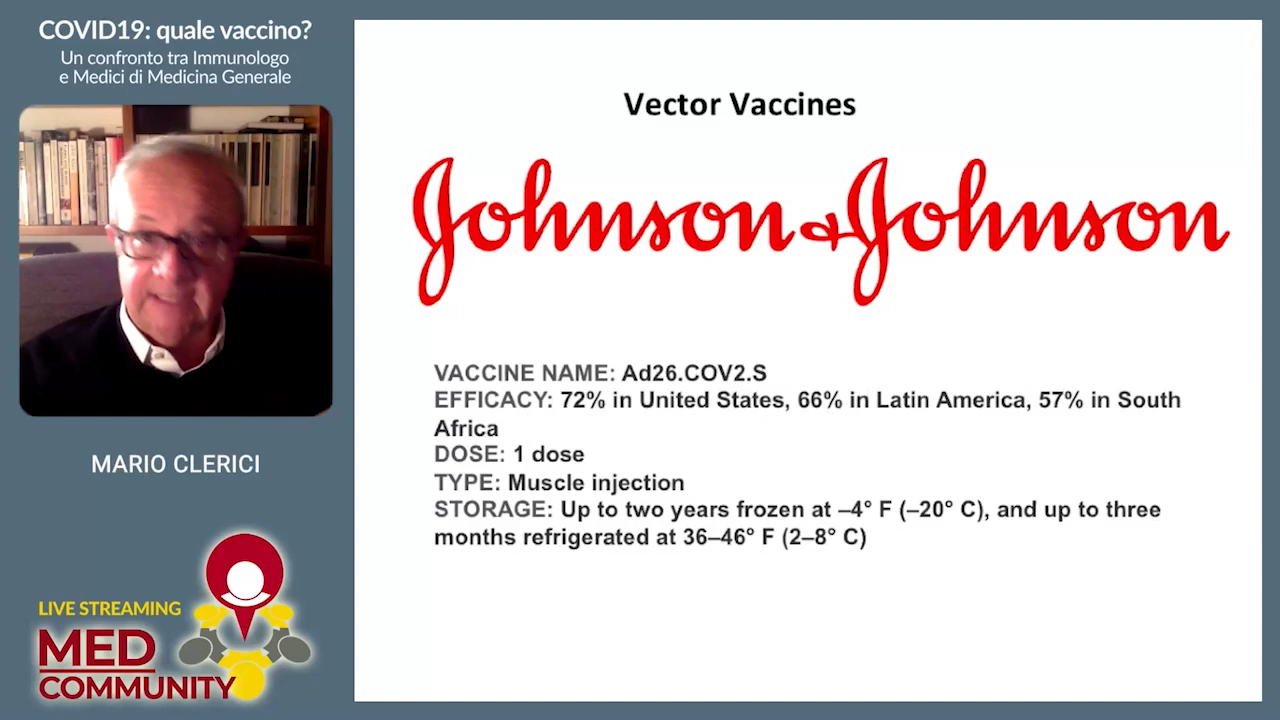 COVID19: quale vaccino?
Un confronto tra Immunologo
e Medici di Medicina Generale
MARIO CLERICI
LIVE STREAMING
MED
COMMUNITY
Vector Vaccines
Johnson & Johnson
VACCINE NAME: Ad26.COV2.S
EFFICACY: 72% in United States, 66% in Latin America, 57% in South
Africa
DOSE: 1 dose
TYPE: Muscle injection
STORAGE: Up to two years frozen at –4° F (–20° C), and up to three
months refrigerated at 36–46° F (2–8° C)